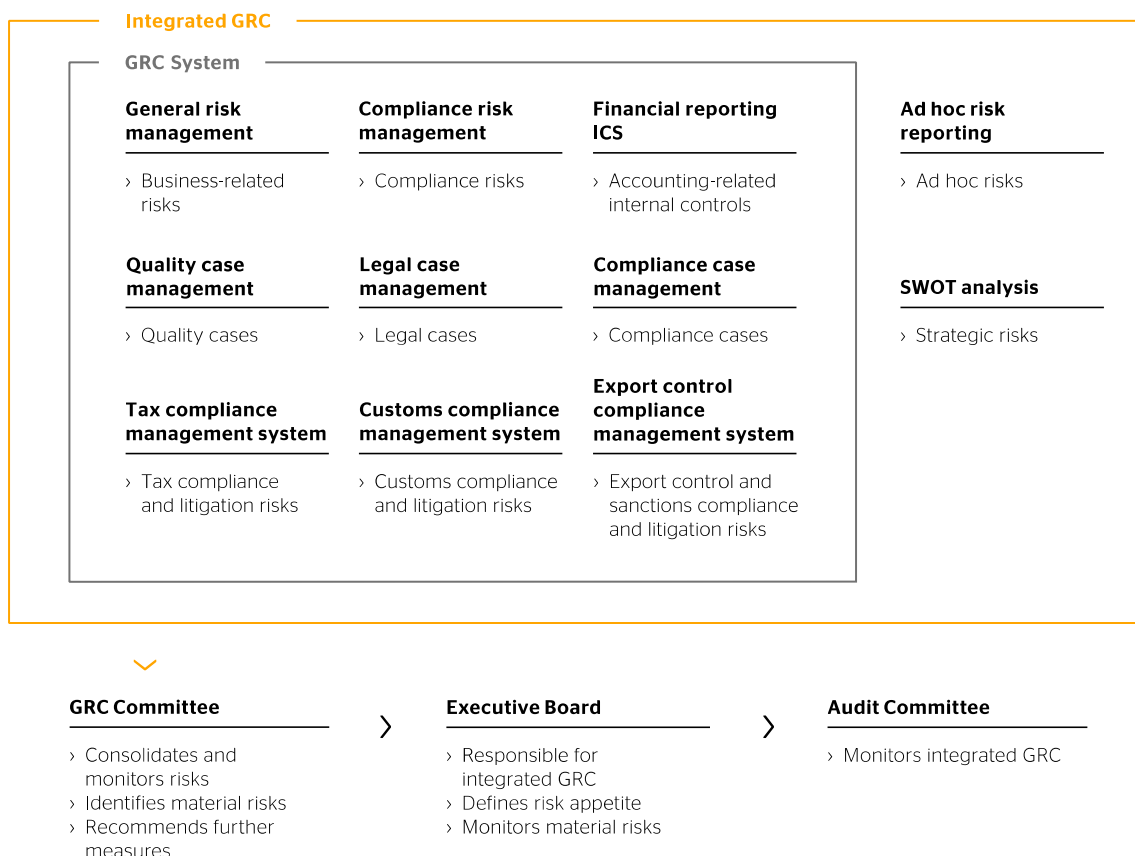 Integrated GRC
GRC System
General risk
management
› Business-related
risks
Compliance risk
management
› Compliance risks
Financial reporting
ICS
› Accounting-related
internal controls
Ad hoc risk
reporting
› Ad hoc risks
Quality case
management
› Quality cases
Legal case
management
› Legal cases
Compliance case
management
› Compliance cases
SWOT analysis
› Strategic risks
Tax compliance
management system
› Tax compliance
and litigation risks
Customs compliance
management system
› Customs compliance
and litigation risks
Export control
compliance
management system
› Export control and
sanctions compliance
and litigation risks
GRC Committee
› Consolidates and
monitors risks
› Identifies material risks
› Recommends further
measures
Executive Board
› Responsible for
integrated GRC
› Defines risk appetite
› Monitors material risks
Audit Committee
› Monitors integrated GRC